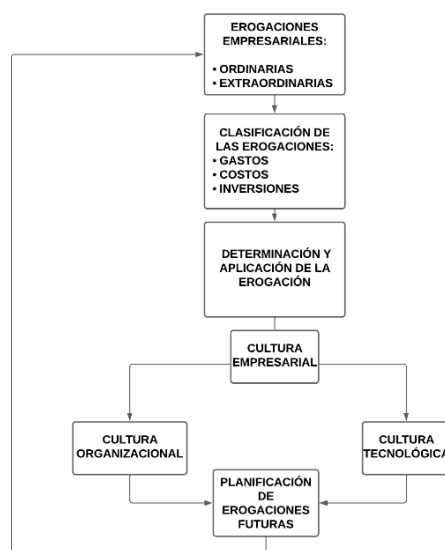 EROGACIONES
EMPRESARIALES:
• ORDINARIAS
• EXTRAORDINARIAS
CLASIFICACIÓN DE
LAS EROGACIONES:
• GASTOS
• COSTOS
• INVERSIONES
DETERMINACIÓN Y
APLICACIÓN DE LA
EROGACIÓN
CULTURA
EMPRESARIAL
CULTURA
ORGANIZACIONAL
CULTURA
TECNOLÓGICA
PLANIFICACIÓN
DE
EROGACIONES
FUTURAS